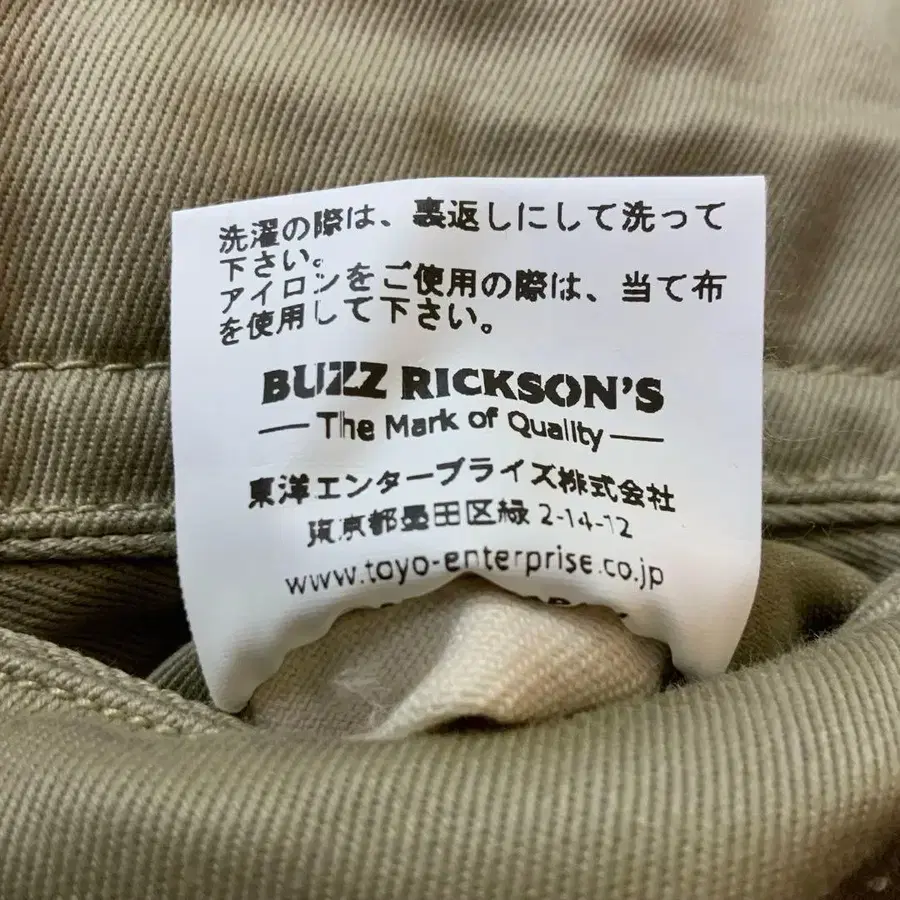 洗濯の際は、裏返しにして洗って
下さい。
アイロンをご使用の際は、当て布
を使用して下さい。
BUZZ RICKSON'S
The Mark of Quality
東洋エンタープライズ株式会社
東京都墨田区緑 2-14-12
www.toyo-enterprise.co.jp